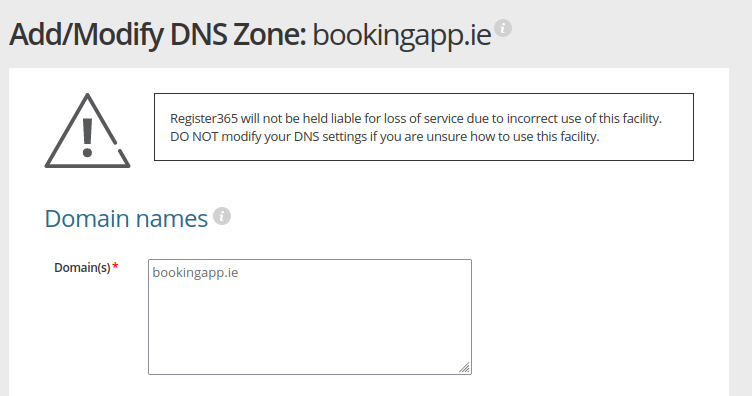 Add/Modify DNS Zone: bookingapp.ie
Register365 will not be held liable for loss of service due to incorrect use of this facility.
DO NOT modify your DNS settings if you are unsure how to use this facility.
Domain names
Domain(s) *
bookingapp.ie